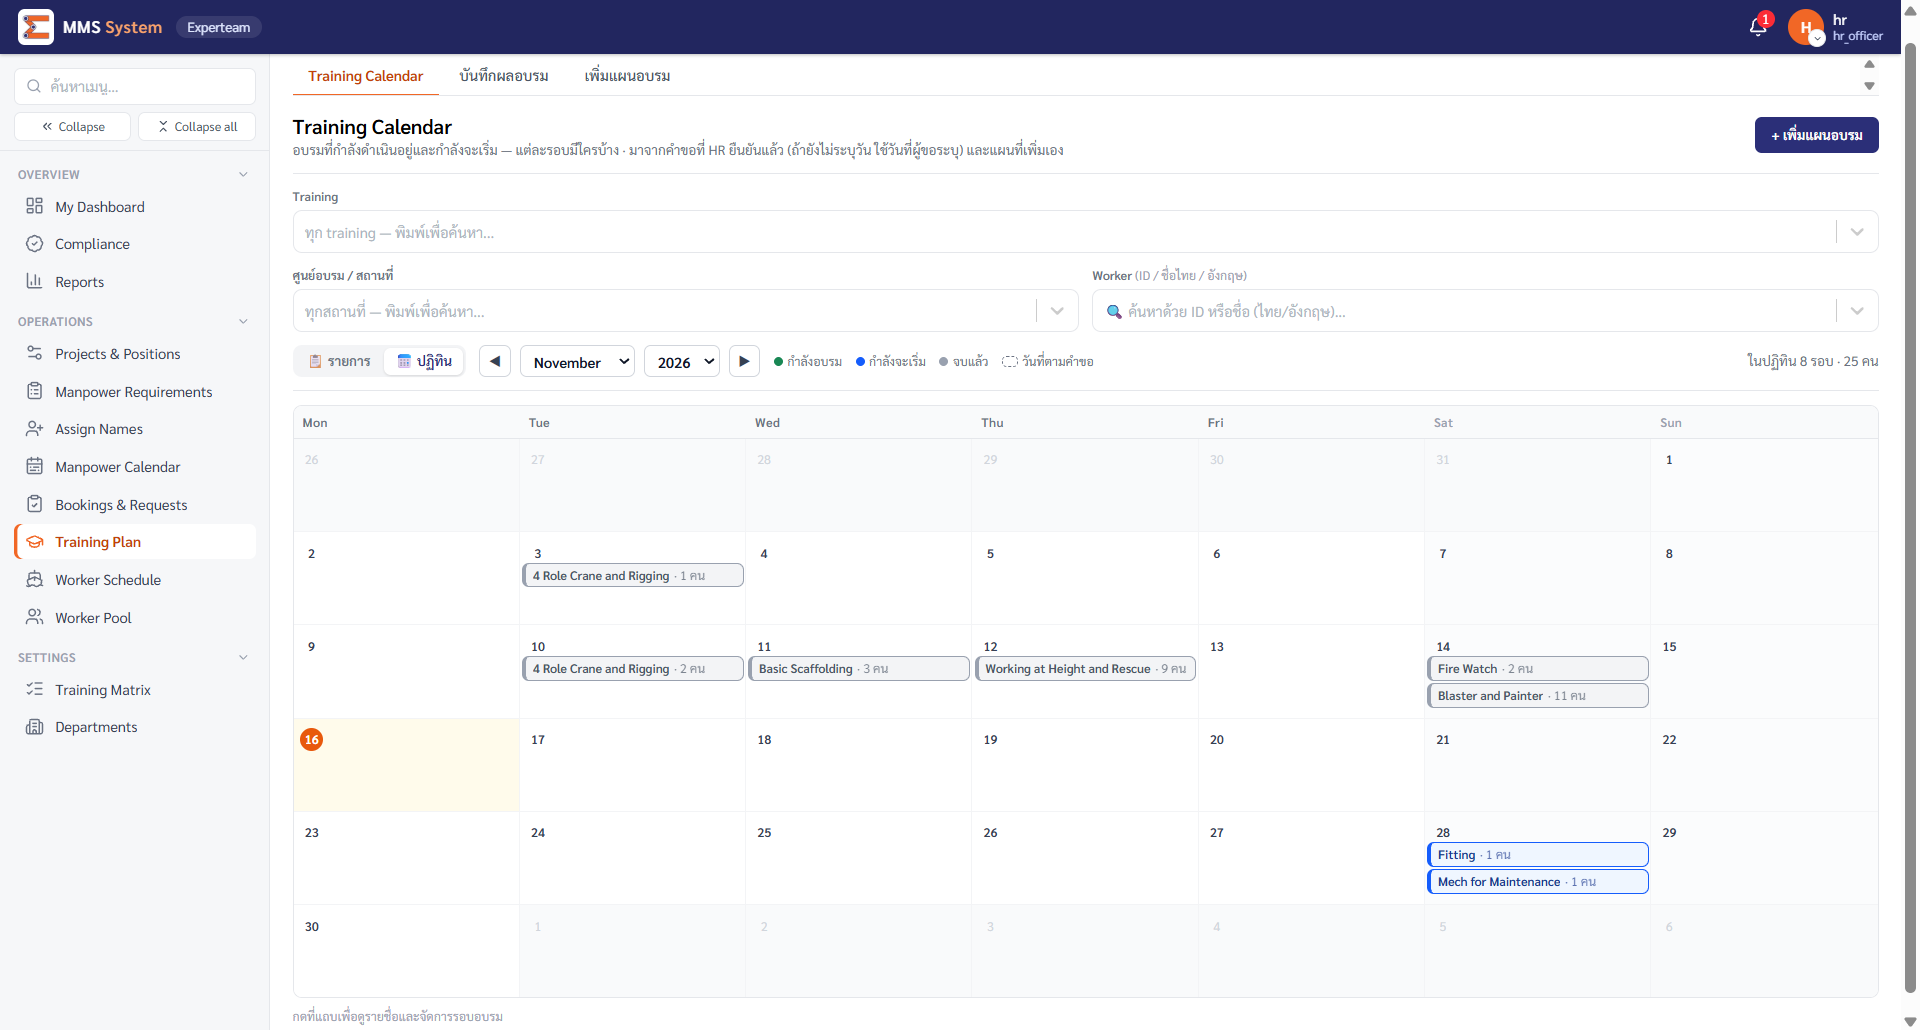 MMS System Experteam 1 H hr
hr_officer
ค้นหาเมนู...
Collapse Collapse all
OVERVIEW
My Dashboard
Compliance
Reports
OPERATIONS
Projects & Positions
Manpower Requirements
Assign Names
Manpower Calendar
Bookings & Requests
Training Plan
Worker Schedule
Worker Pool
SETTINGS
Training Matrix
Departments
Training Calendar บันทึกผลอบรม เพิ่มแผนอบรม
Training Calendar
อบรมที่กำลังดำเนินอยู่และกำลังจะเริ่ม — แต่ละรอบมีใครบ้าง · มาจากคำขอที่ HR ยืนยันแล้ว (ถ้ายังไม่ระบุวัน ใช้วันที่ผู้ขอระบุ) และแผนที่เพิ่มเอง
+ เพิ่มแผนอบรม
Training
ทุก training — พิมพ์เพื่อค้นหา...
ศูนย์อบรม / สถานที่
ทุกสถานที่ — พิมพ์เพื่อค้นหา...
Worker (ID / ชื่อไทย / อังกฤษ)
ค้นหาด้วย ID หรือชื่อ (ไทย/อังกฤษ)...
รายการ ปฏิทิน November 2026 กำลังอบรม กำลังจะเริ่ม จบแล้ว วันที่ตามคำขอ ในปฏิทิน 8 รอบ · 25 คน
Mon Tue Wed Thu Fri Sat Sun
26 27 28 29 30 31 1
2 3 4 5 6 7 8
4 Role Crane and Rigging · 1 คน
9 10 11 12 13 14 15
4 Role Crane and Rigging · 2 คน Basic Scaffolding · 3 คน Working at Height and Rescue · 9 คน Fire Watch · 2 คน
Blaster and Painter · 11 คน
16 17 18 19 20 21 22
23 24 25 26 27 28 29
Fitting · 1 คน
Mech for Maintenance · 1 คน
30 1 2 3 4 5 6
กดที่แถบเพื่อดูรายชื่อและจัดการรอบอบรม